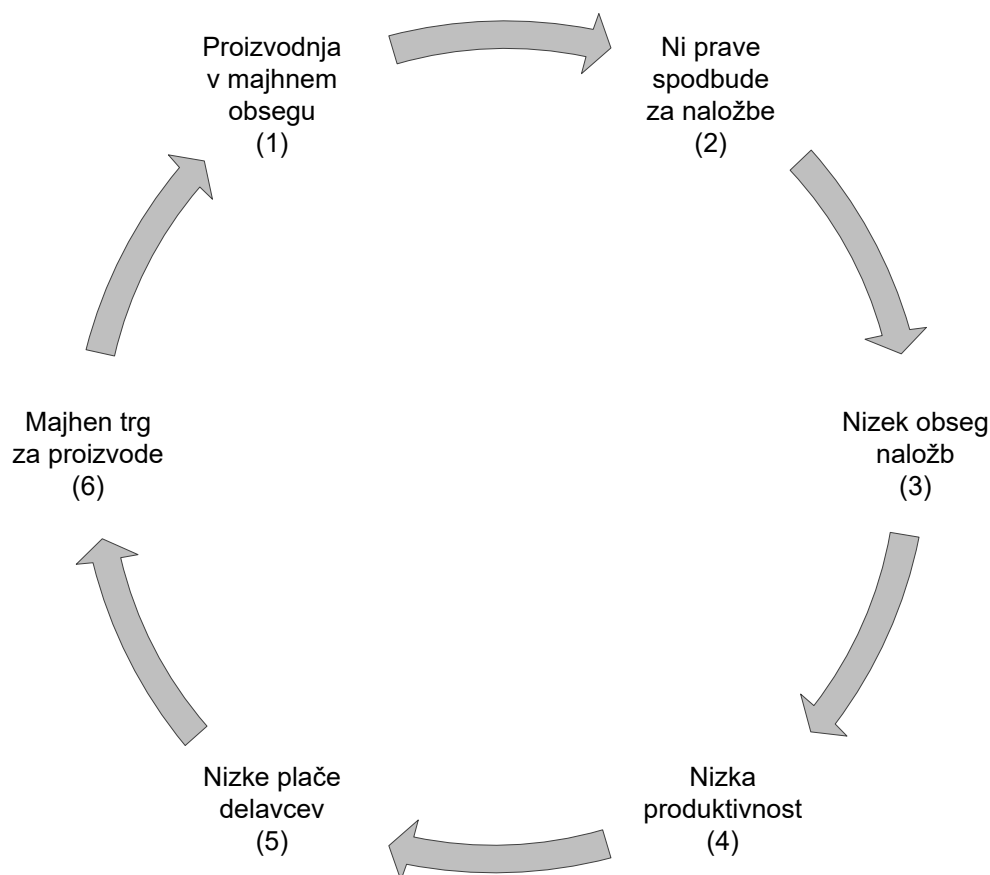 Proizvodnja
v majhnem
obsegu
(1)
Ni prave
spodbude
za naložbe
(2)
Nizek obseg
naložb
(3)
Nizka
produktivnost
(4)
Nizke plače
delavcev
(5)
Majhen trg
za proizvode
(6)